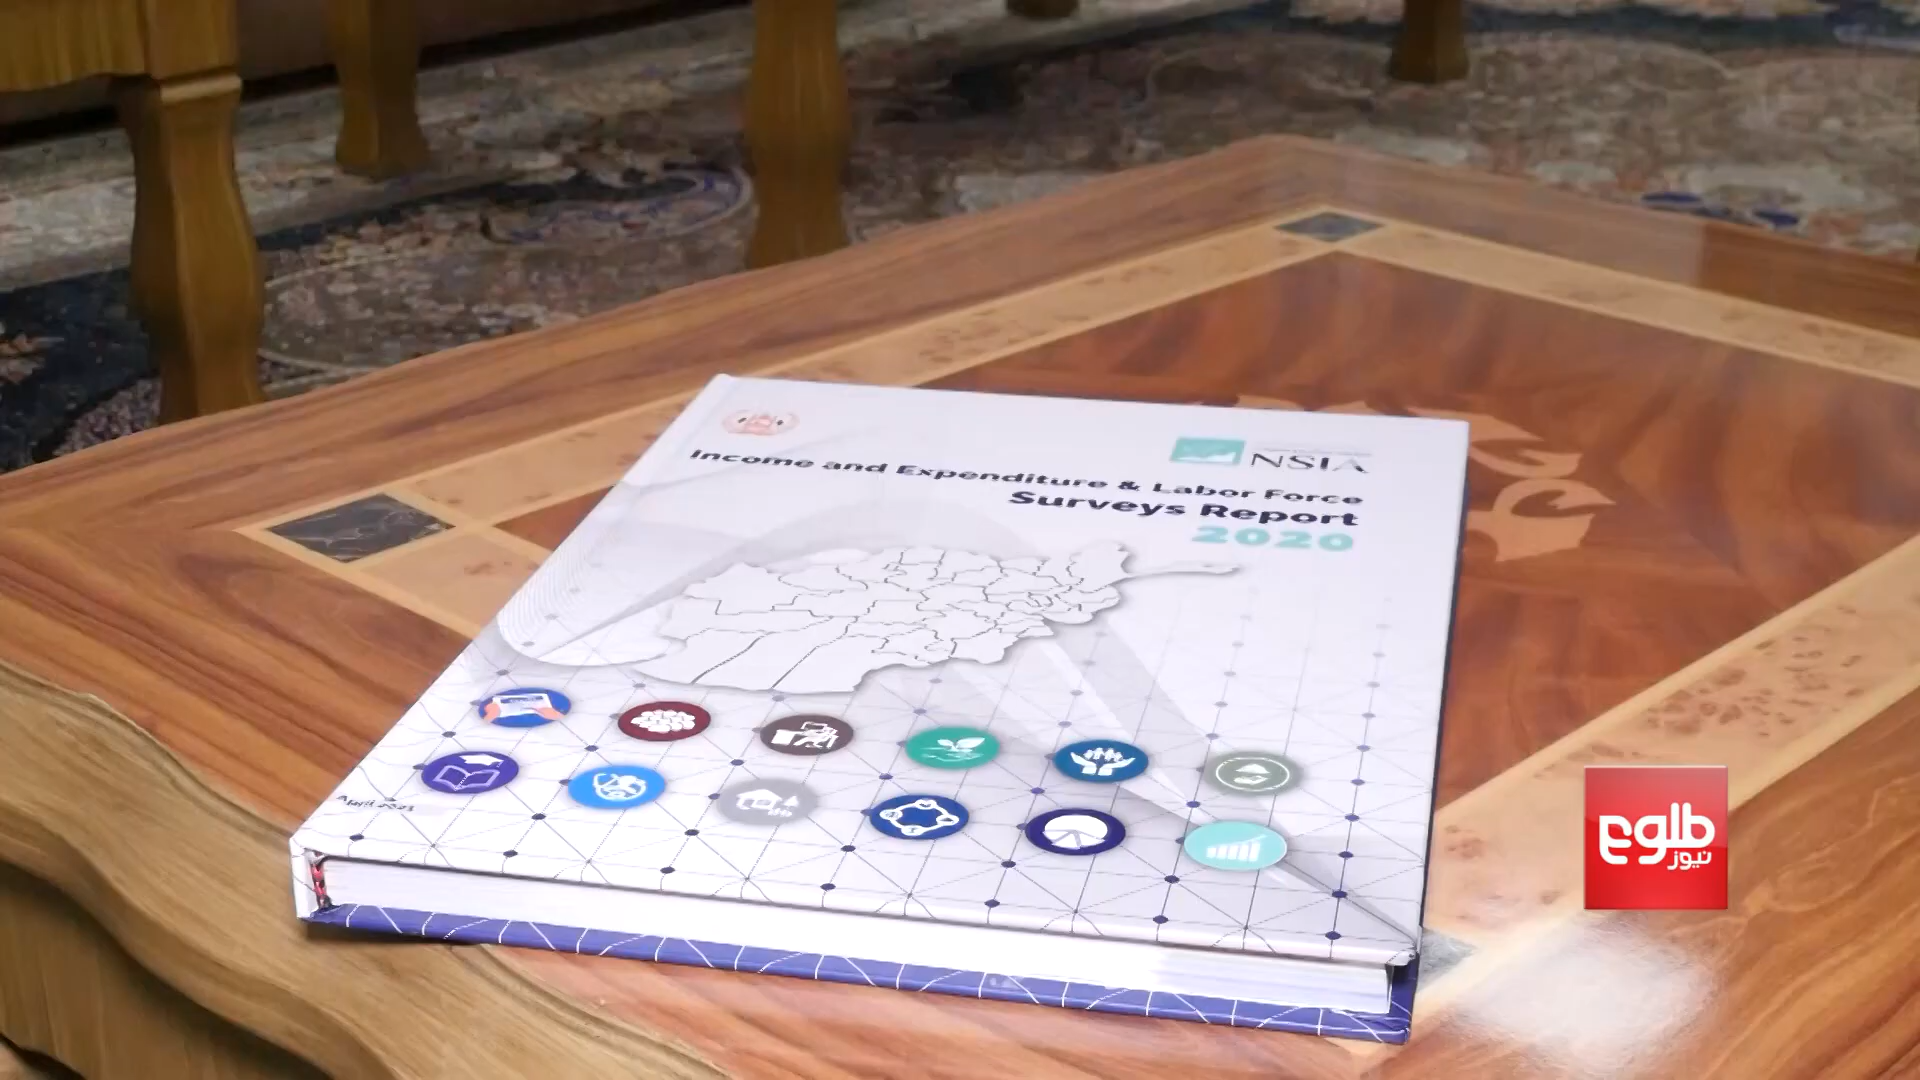 NSIA
Income and Expenditure & Labor Force
Surveys Report
2020
April 2021
طلوع
نیوز